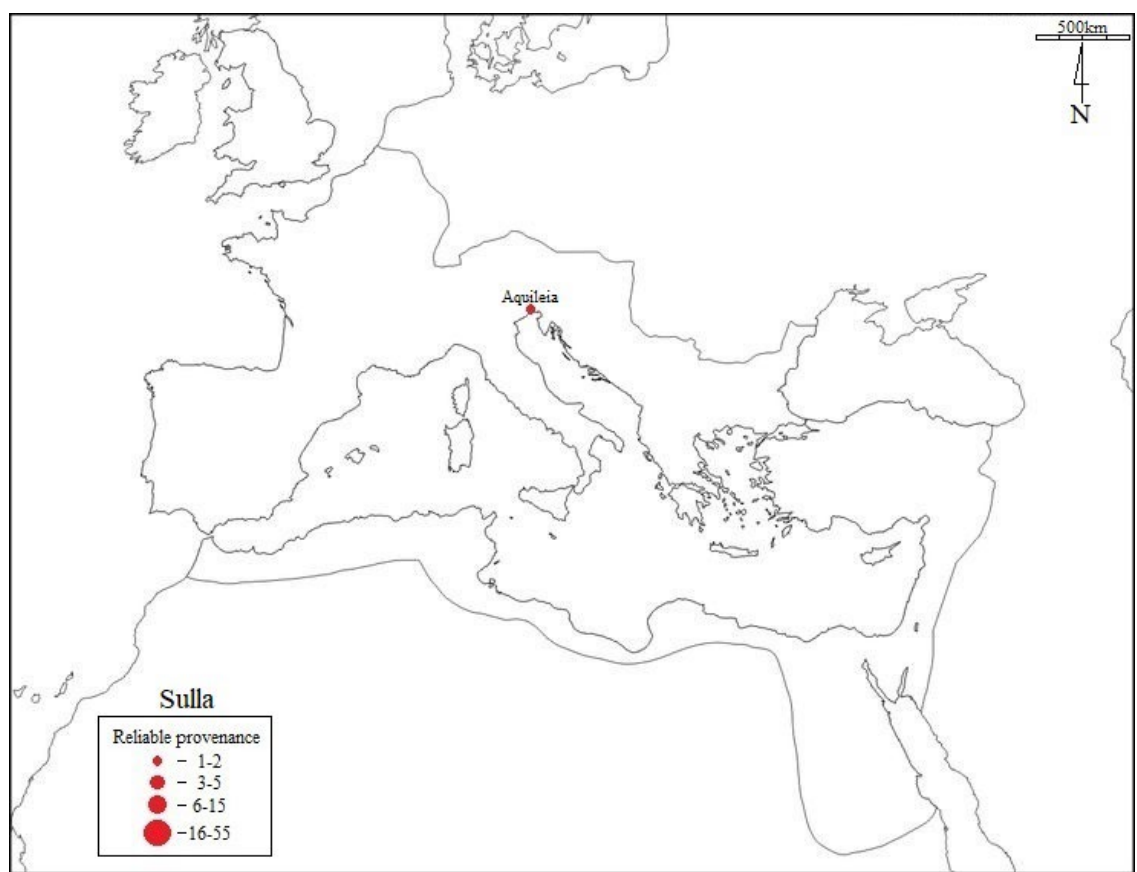 500km
N
Aquileia
Sulla
Reliable provenance
– 1-2
– 3-5
– 6-15
–16-55